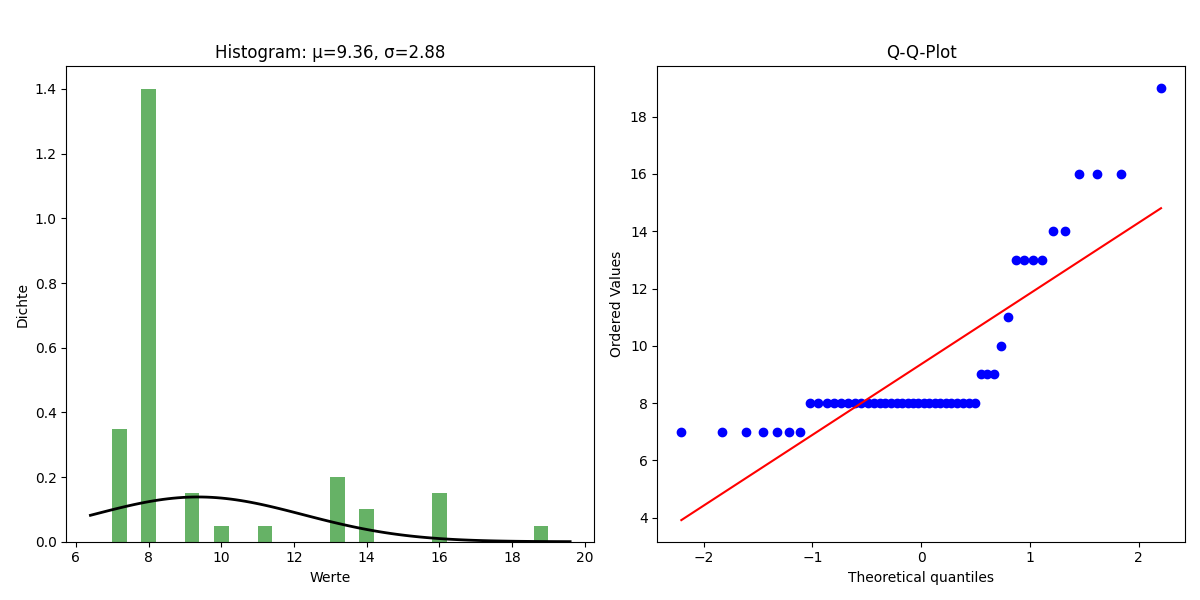 Histogram: μ=9.36, σ=2.88
Dichte
1.4
1.2
1.0
0.8
0.6
0.4
0.2
0.0
6 8 10 12 14 16 18 20
Werte
Q-Q-Plot
Ordered Values
18
16
14
12
10
8
6
4
−2 −1 0 1 2
Theoretical quantiles